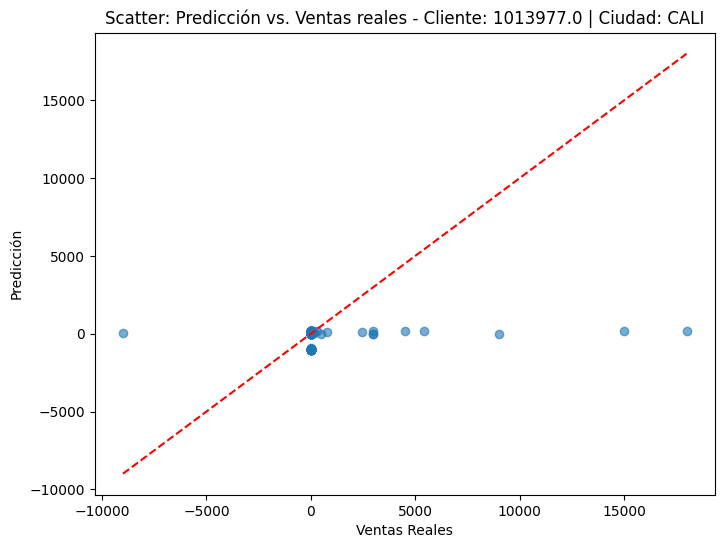 Scatter: Predicción vs. Ventas reales - Cliente: 1013977.0 | Ciudad: CALI
15000
10000
5000
0
−5000
−10000
Predicción
−10000 −5000 0 5000 10000 15000
Ventas Reales